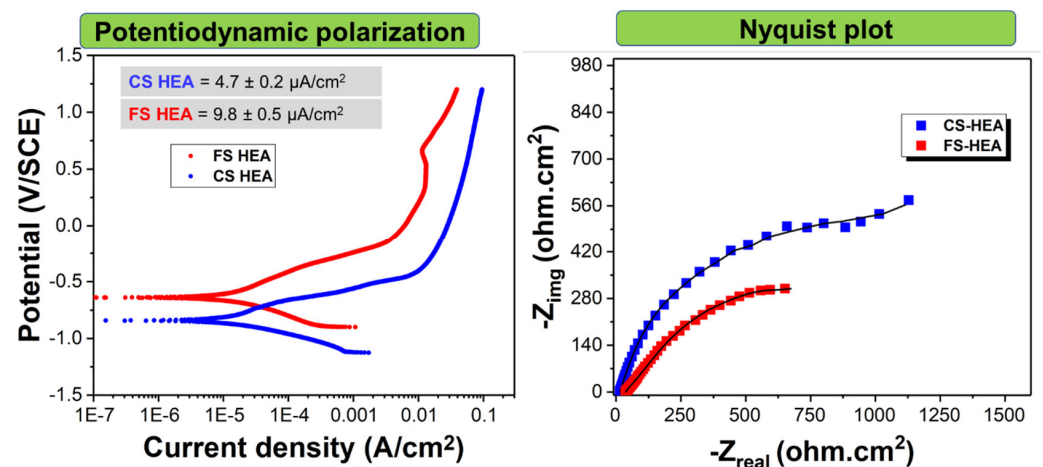 Potentiodynamic polarization
CS HEA = 4.7 ± 0.2 µA/cm²
FS HEA = 9.8 ± 0.5 µA/cm²
FS HEA
CS HEA
Potential (V/SCE)
1.5
1.0
0.5
0.0
-0.5
-1.0
-1.5
1E-7
1E-6
1E-5
1E-4
0.001
0.01
0.1
Current density (A/cm²)
Nyquist plot
CS-HEA
FS-HEA
-Z_img (ohm.cm²)
980
840
700
560
420
280
140
0
0
250
500
750
1000
1250
1500
-Z_real (ohm.cm²)